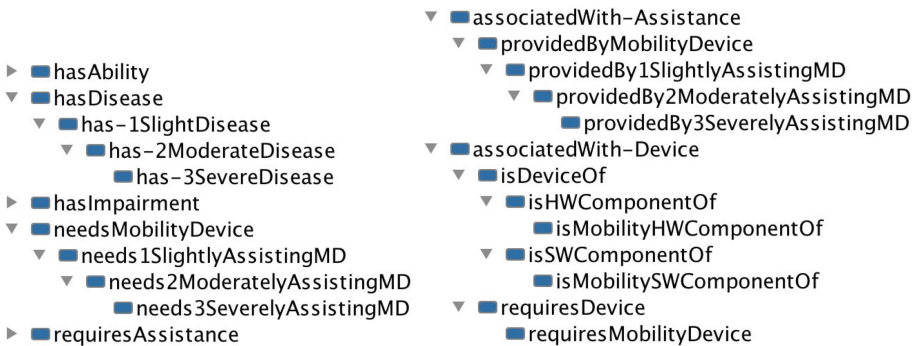 hasAbility
hasDisease
has-1SlightDisease
has-2ModerateDisease
has-3SevereDisease
hasImpairment
needsMobilityDevice
needs1SlightlyAssistingMD
needs2ModeratelyAssistingMD
needs3SeverelyAssistingMD
requiresAssistance
associatedWith-Assistance
providedByMobilityDevice
providedBy1SlightlyAssistingMD
providedBy2ModeratelyAssistingMD
providedBy3SeverelyAssistingMD
associatedWith-Device
isDeviceOf
isHWComponentOf
isMobilityHWComponentOf
isSWComponentOf
isMobilitySWComponentOf
requiresDevice
requiresMobilityDevice